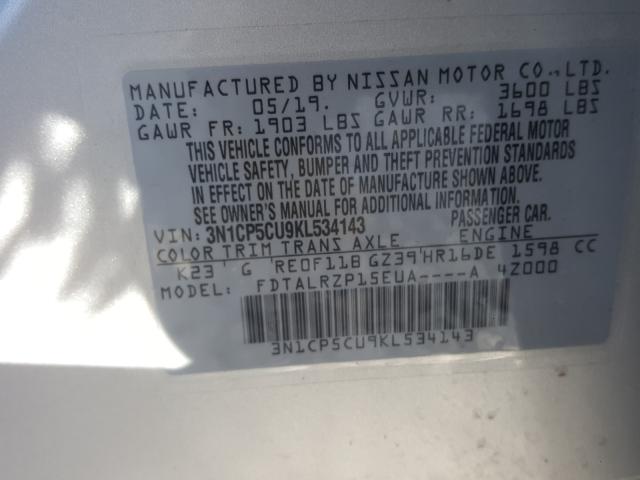 MANUFACTURED BY NISSAN MOTOR CO., LTD.
DATE: 05/19. GVWR: 3600 LBS
GAWR FR: 1903 LBS GAWR RR: 1698 LBS
THIS VEHICLE CONFORMS TO ALL APPLICABLE FEDERAL MOTOR
VEHICLE SAFETY, BUMPER AND THEFT PREVENTION STANDARDS
IN EFFECT ON THE DATE OF MANUFACTURE SHOWN ABOVE.
SEE OWNER'S MANUAL FOR ADDITIONAL INFORMATION
VIN: 3N1CP5CU9KL534143 PASSENGER CAR.
COLOR TRIM TRANS AXLE ENGINE
K23 G 'RE0F11B GZ39'HR16DE 1598 CC
MODEL: FDTALRZP15EUA----A 4Z000
3N1CP5CU9KL534143